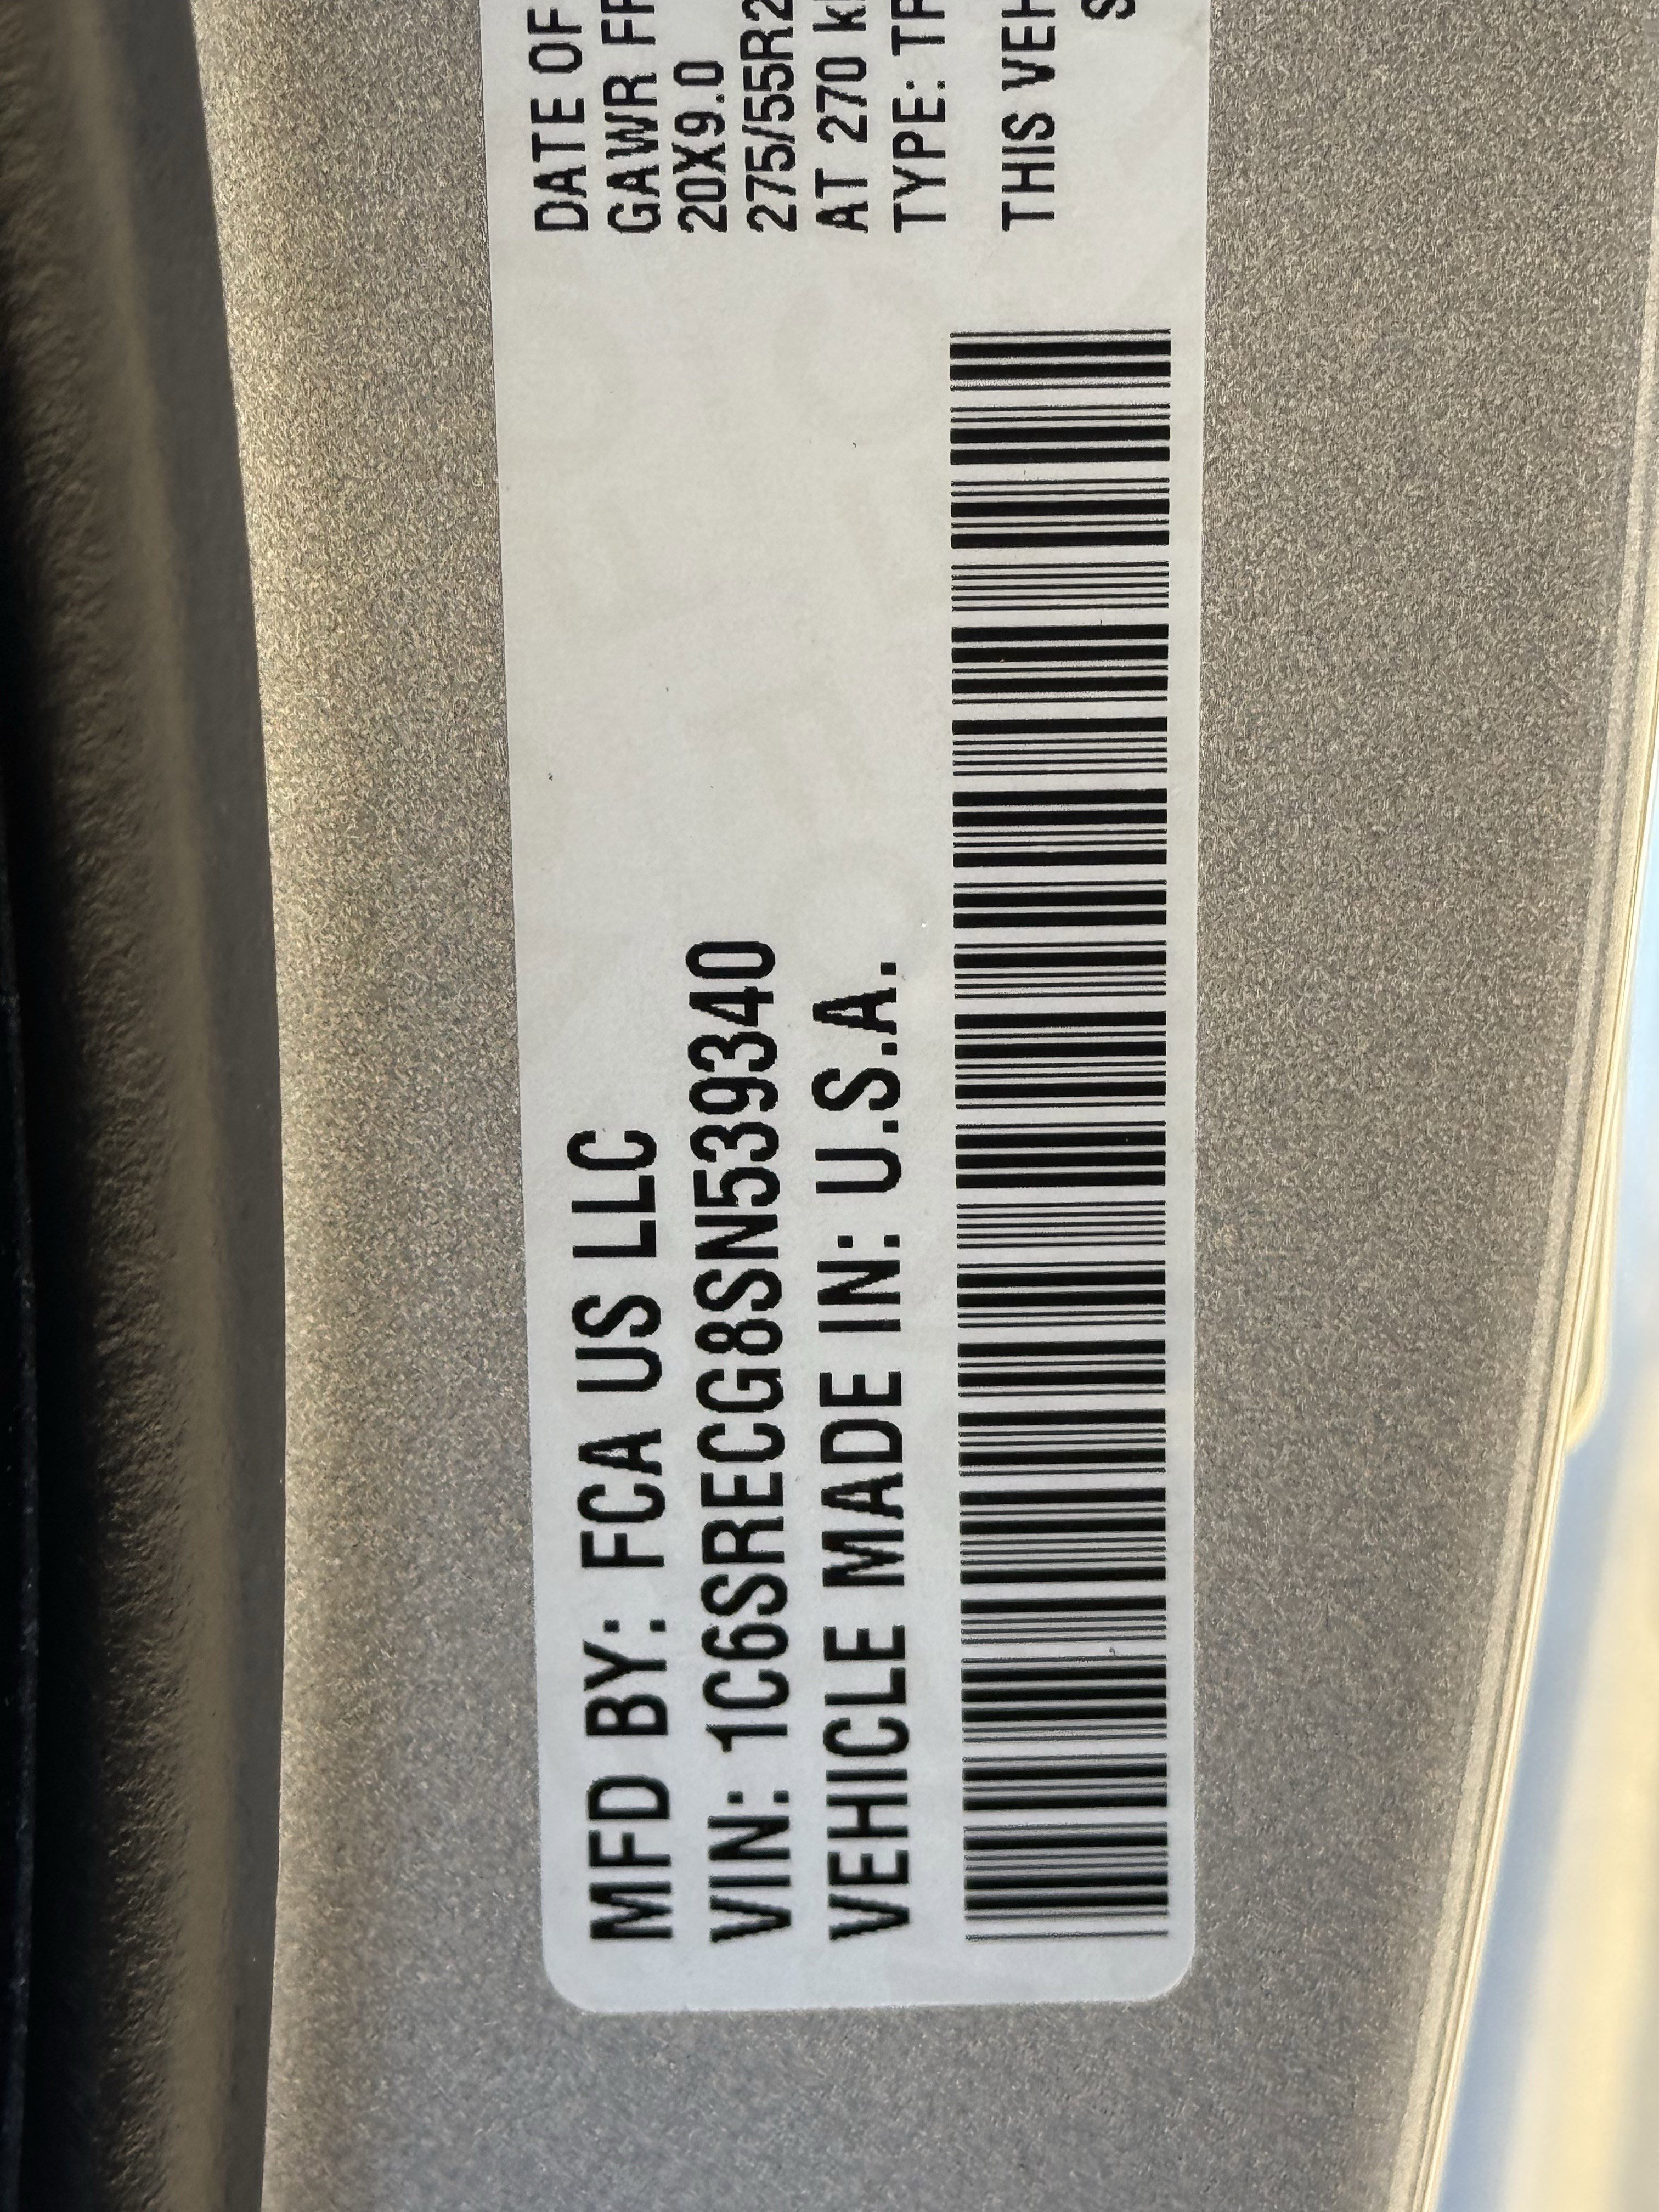 MFD BY: FCA US LLC
VIN: 1C6SRECG8SN539340
VEHICLE MADE IN: U.S.A.
DATE OF
GAWR
20X9.0
275/55R2
AT 270
TYPE:
THIS